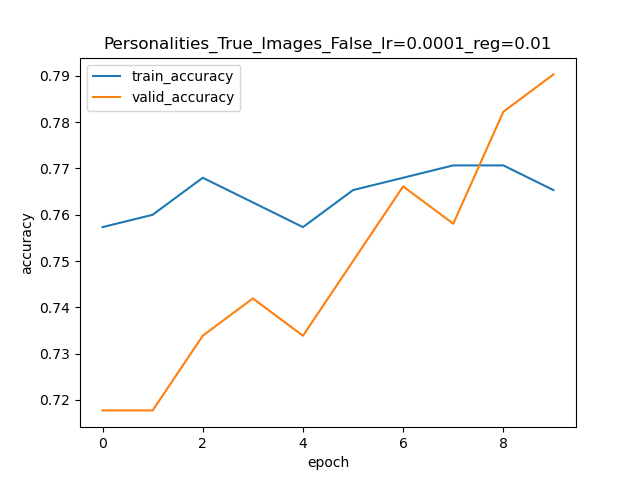 Personalities_True_Images_False_lr=0.0001_reg=0.01
train_accuracy
valid_accuracy
0.79
0.78
0.77
0.76
0.75
0.74
0.73
0.72
accuracy
0 2 4 6 8
epoch